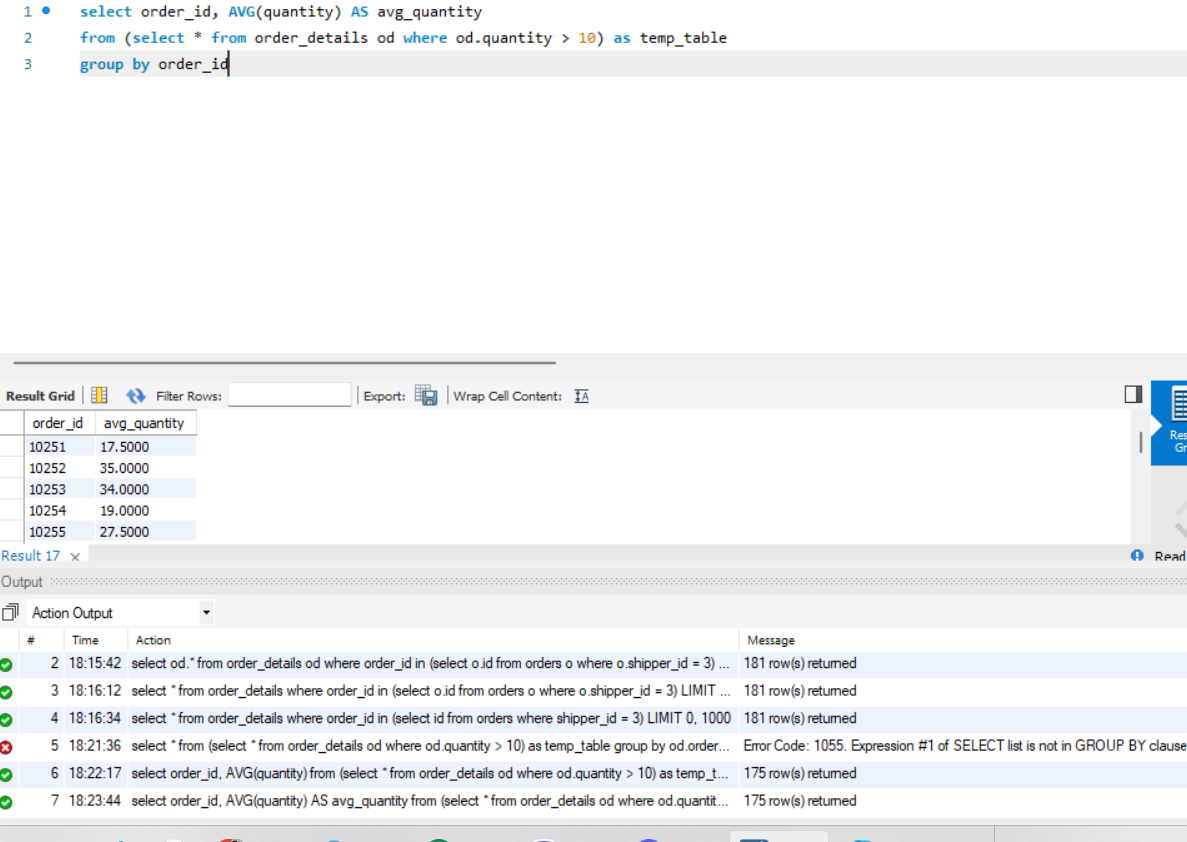 1 select order_id, AVG(quantity) AS avg_quantity
2 from (select * from order_details od where od.quantity > 10) as temp_table
3 group by order_id
Result Grid Filter Rows: Export: Wrap Cell Content:
order_id avg_quantity
10251 17.5000
10252 35.0000
10253 34.0000
10254 19.0000
10255 27.5000
Result 17 × Read
Output
Action Output
# Time Action Message
2 18:15:42 select od.* from order_details od where order_id in (select o.id from orders o where o.shipper_id = 3) ... 181 row(s) returned
3 18:16:12 select * from order_details where order_id in (select o.id from orders o where o.shipper_id = 3) LIMIT ... 181 row(s) returned
4 18:16:34 select * from order_details where order_id in (select id from orders where shipper_id = 3) LIMIT 0, 1000 181 row(s) returned
5 18:21:36 select * from (select * from order_details od where od.quantity > 10) as temp_table group by od.order... Error Code: 1055. Expression #1 of SELECT list is not in GROUP BY clause
6 18:22:17 select order_id, AVG(quantity) from (select * from order_details od where od.quantity > 10) as temp_t... 175 row(s) returned
7 18:23:44 select order_id, AVG(quantity) AS avg_quantity from (select * from order_details od where od.quantit... 175 row(s) returned